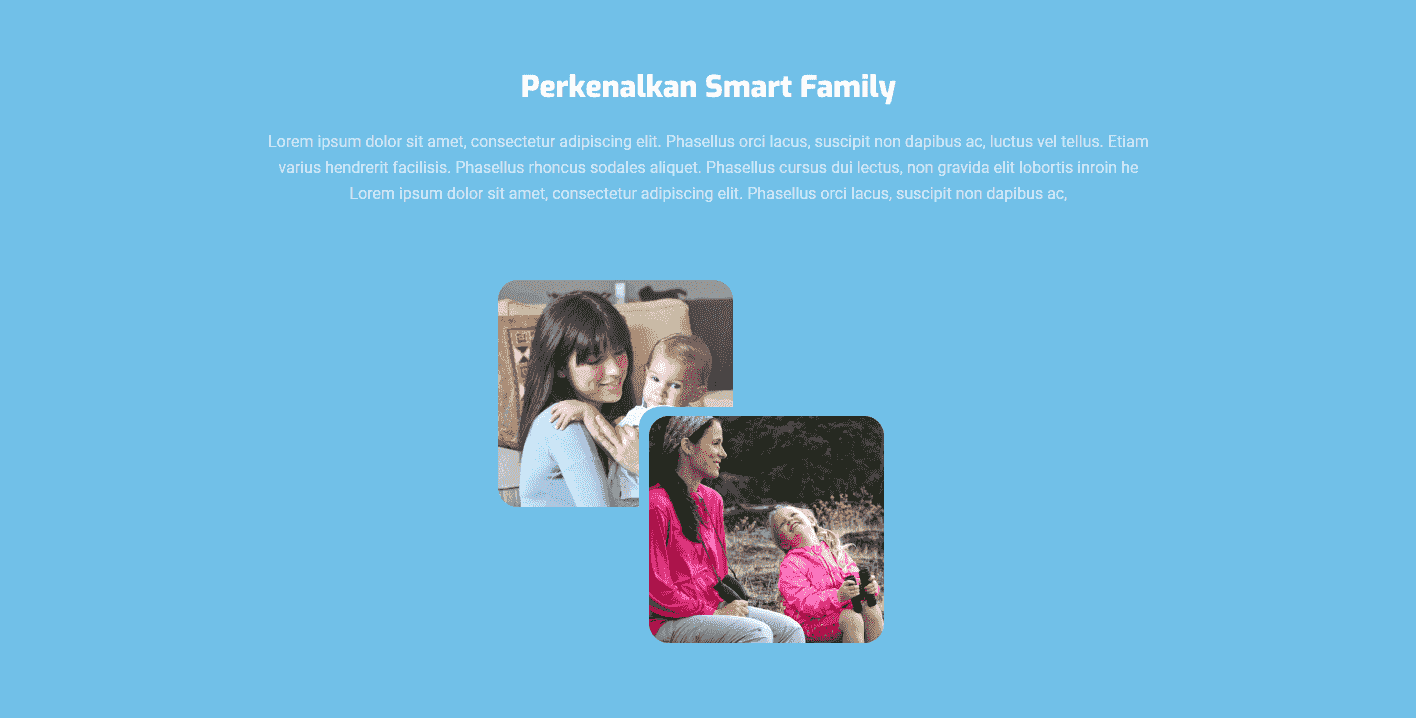 Perkenalkan Smart Family
Lorem ipsum dolor sit amet, consectetur adipiscing elit. Phasellus orci lacus, suscipit non dapibus ac, luctus vel tellus. Etiam
varius hendrerit facilisis. Phasellus rhoncus sodales aliquet. Phasellus cursus dui lectus, non gravida elit lobortis inroin he
Lorem ipsum dolor sit amet, consectetur adipiscing elit. Phasellus orci lacus, suscipit non dapibus ac,